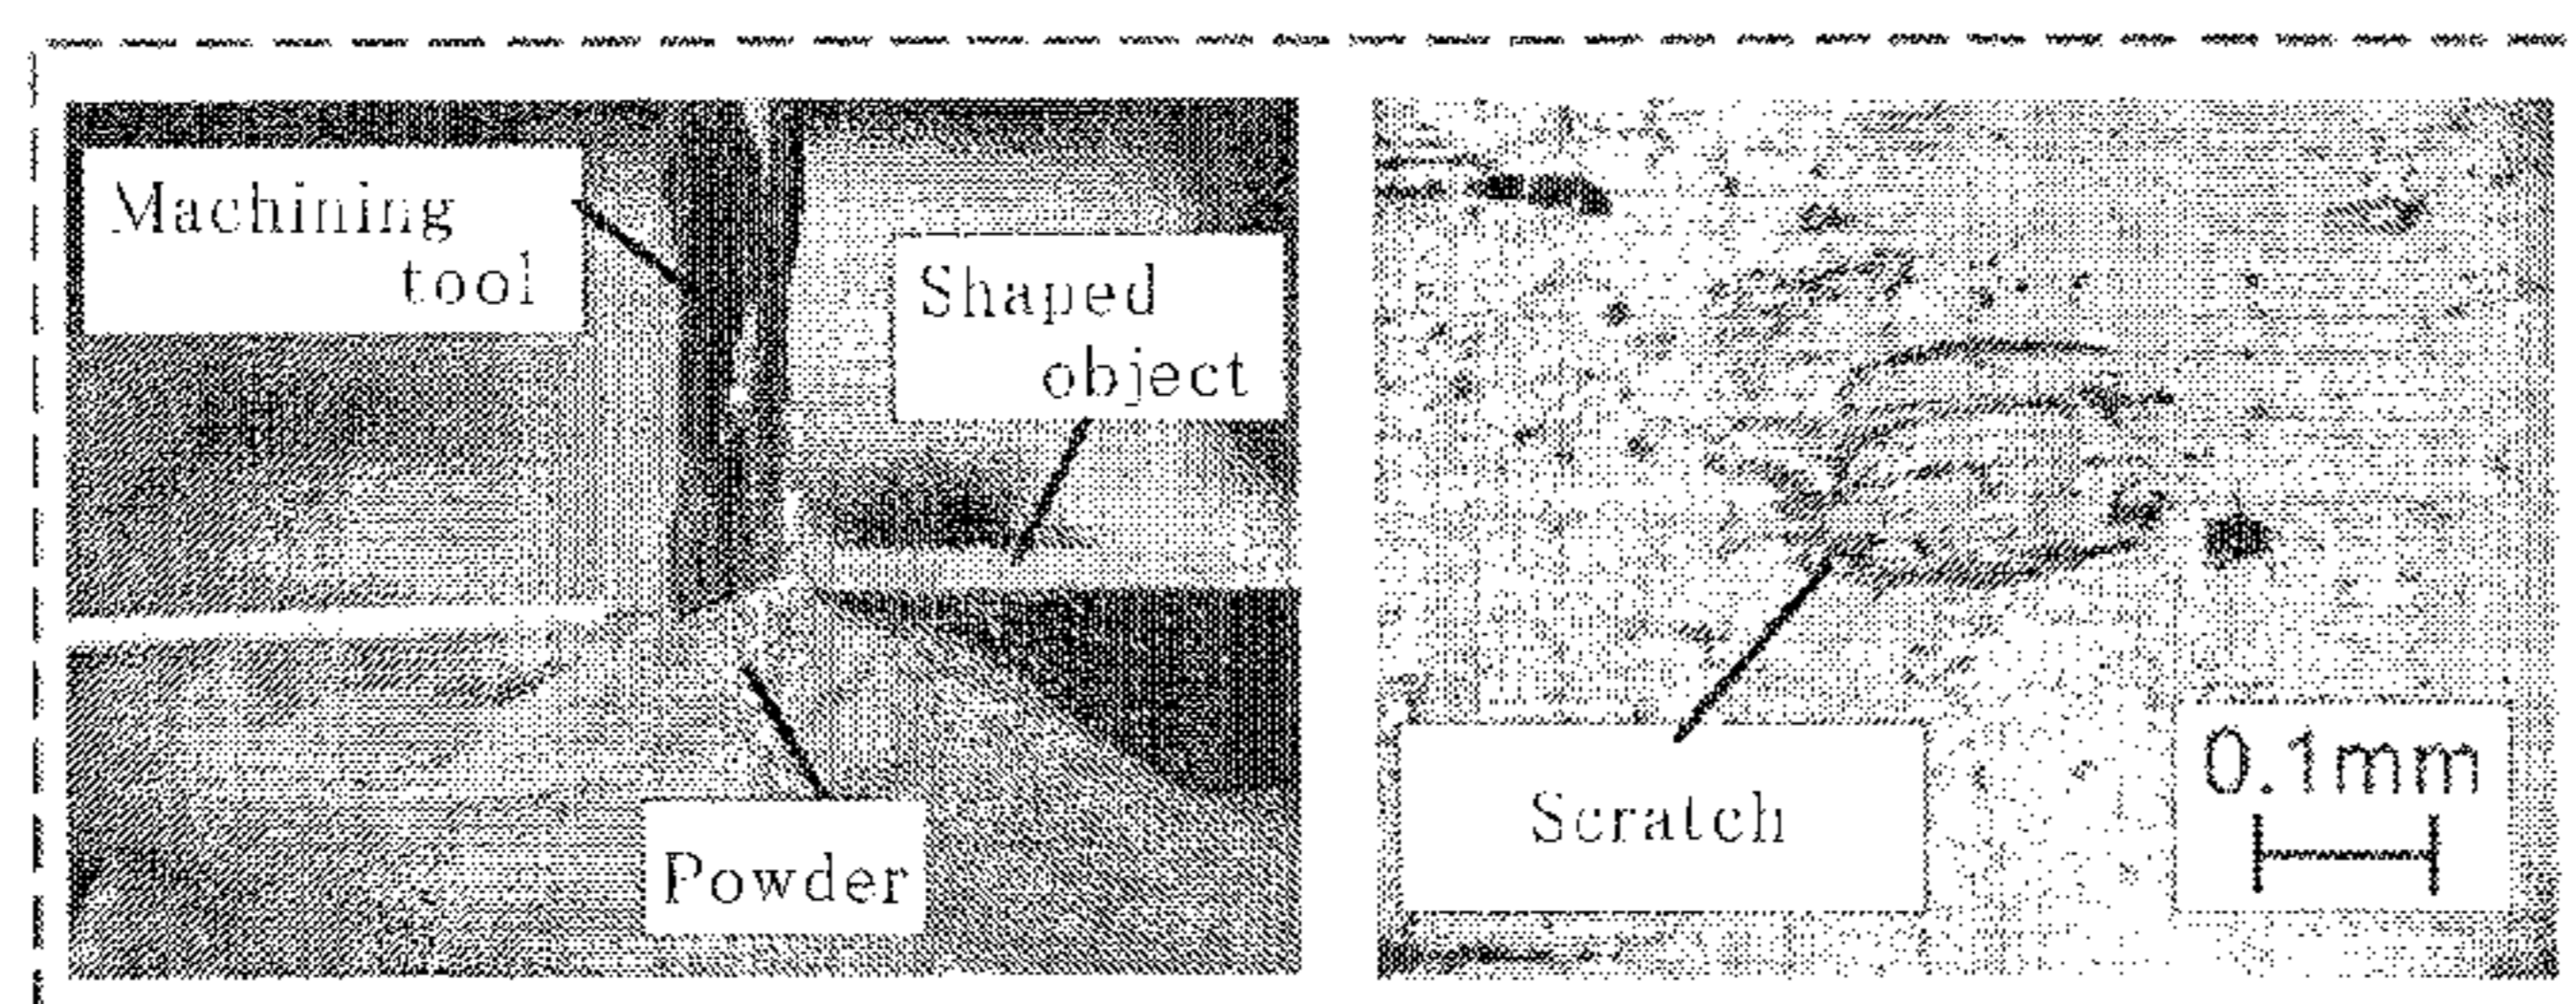 Machining
tool
Shaped
object
Powder
Scratch
0.1mm